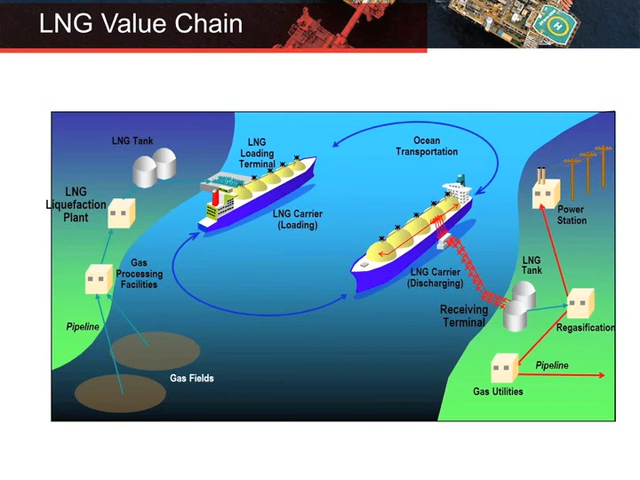 LNG Value Chain
LNG Tank
LNG
Loading
Terminal
Ocean
Transportation
LNG
Liquefaction
Plant
LNG Carrier
(Loading)
Power
Station
Gas
Processing
Facilities
LNG Carrier
(Discharging)
LNG
Tank
Receiving
Terminal
Pipeline
Regasification
Gas Fields
Pipeline
Gas Utilities
H